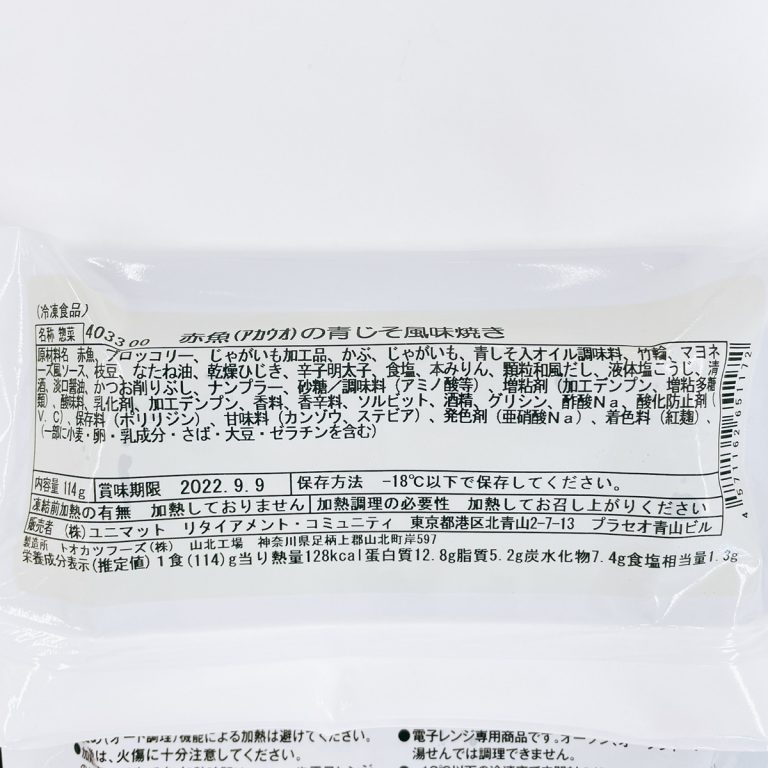 (冷凍食品)
名称 惣菜 403300 赤魚(アカウオ)の青じそ風味焼き
原材料名 赤魚、ブロッコリー、じゃがいも加工品、かぶ、じゃがいも、青しそ入オイル調味料、竹輪、マヨネ
ーズ風ソース、枝豆、なたね油、乾燥ひじき、辛子明太子、食塩、本みりん、顆粒和風だし、液体塩こうじ、清
酒、淡口醤油、かつお削りぶし、ナンプラー、砂糖/調味料(アミノ酸等)、増粘剤(加工デンプン、増粘多糖
類)、酸味料、乳化剤、加工デンプン、香料、香辛料、ソルビット、酒精、グリシン、酢酸Na、酸化防止剤(
V.C)、保存料(ポリリジン)、甘味料(カンゾウ、ステビア)、発色剤(亜硝酸Na)、着色料(紅麹)、
(一部に小麦・卵・乳成分・さば・大豆・ゼラチンを含む)
内容量 114g 賞味期限 2022.9.9 保存方法 -18℃以下で保存してください。
凍結前加熱の有無 加熱しておりません 加熱調理の必要性 加熱してお召し上がりください
販売者 (株)ユニマット リタイアメント・コミュニティ 東京都港区北青山2-7-13 プラセオ青山ビル
製造所 トオカツフーズ(株) 山北工場 神奈川県足柄上郡山北町岸597
栄養成分表示(推定値)1食(114)g当り熱量128kcal蛋白質12.8g脂質5.2g炭水化物7.4g食塩相当量1.3g
4 571162 651172
(オート調理)機能による加熱は避けてください。
は、火傷に十分注意してください。
●電子レンジ専用商品です。
湯せんでは調理できません。